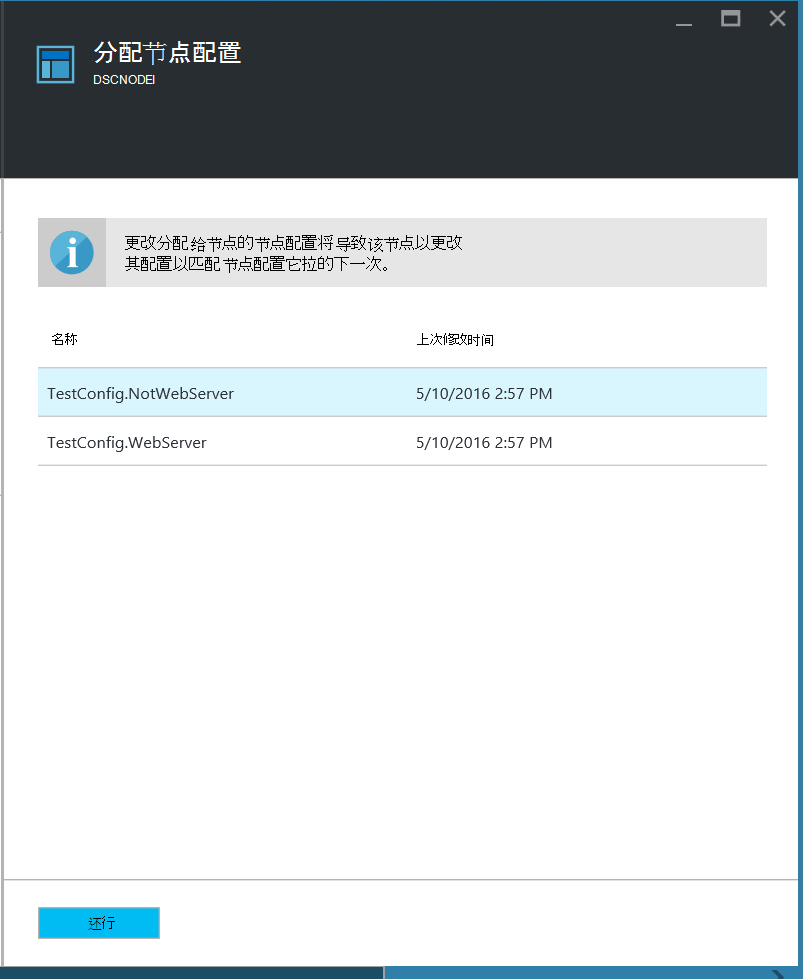 分配节点配置
DSCNODEI
更改分配给节点的节点配置将导致该节点以更改
其配置以匹配节点配置它拉的下一次。
名称 上次修改时间
TestConfig.NotWebServer 5/10/2016 2:57 PM
TestConfig.WebServer 5/10/2016 2:57 PM
还行